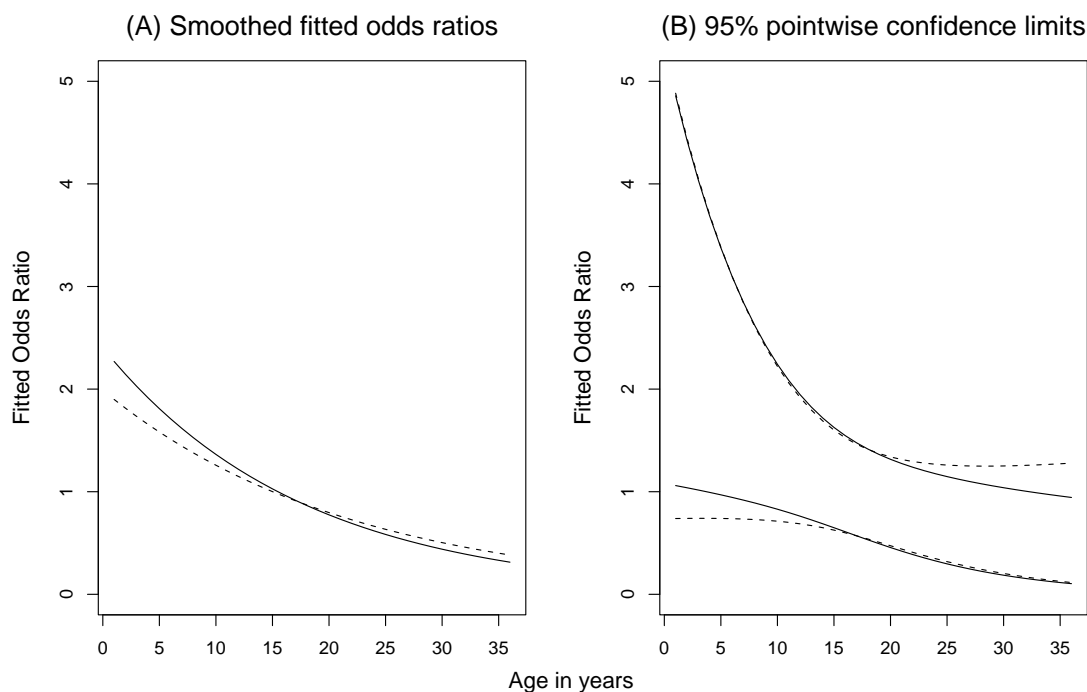 (A) Smoothed fitted odds ratios
Fitted Odds Ratio
5
4
3
2
1
0
0 5 10 15 20 25 30 35
(B) 95% pointwise confidence limits
Fitted Odds Ratio
5
4
3
2
1
0
0 5 10 15 20 25 30 35
Age in years